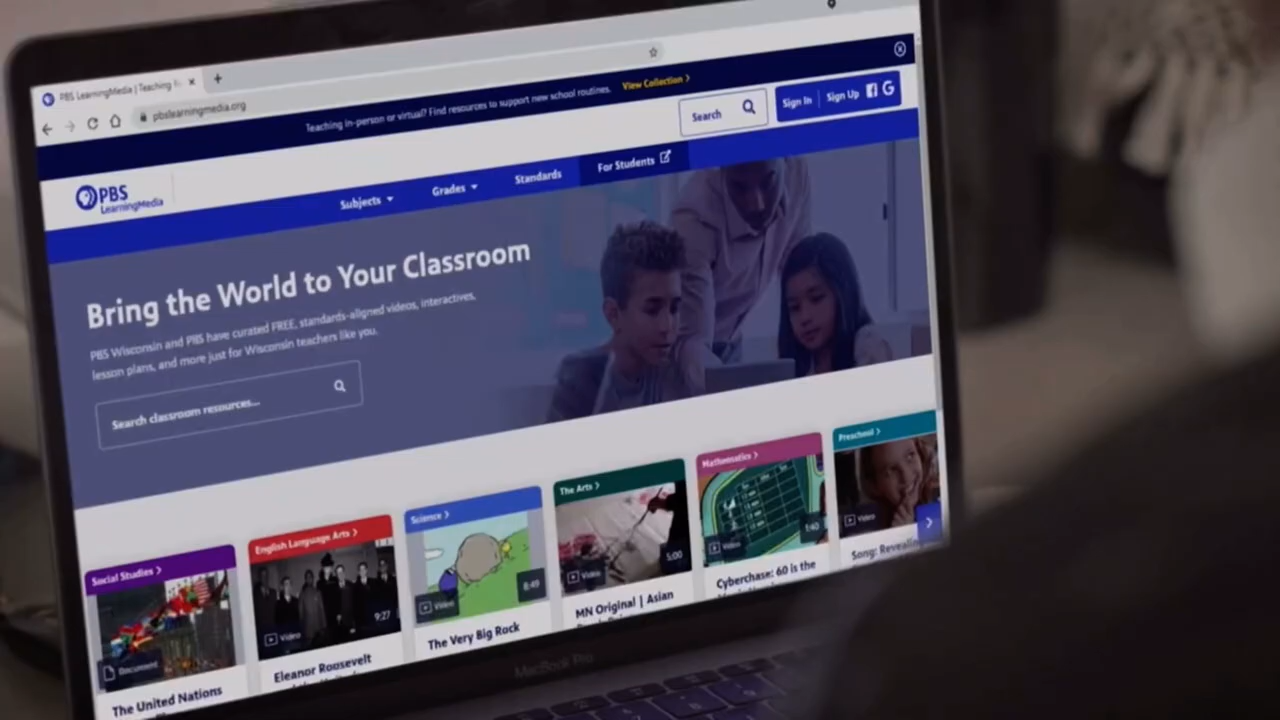 PBS LearningMedia | Teaching
pbslearningmedia.org
Teaching in-person or virtual? Find resources to support new school routines. View Collection >
Search
Sign In Sign Up
PBS
LearningMedia
Subjects Grades Standards For Students
Bring the World to Your Classroom
PBS Wisconsin and PBS have curated FREE, standards-aligned videos, interactives,
lesson plans, and more just for Wisconsin teachers like you.
Search classroom resources...
Social Studies >
Document
The United Nations
English Language Arts >
Video 9:27
Eleanor Roosevelt
Science >
Video 8:49
The Very Big Rock
The Arts >
Video 5:00
MN Original | Asian
Mathematics >
Video 1:40
Cyberchase: 60 is the
Preschool >
Video
Song:
MacBook Pro